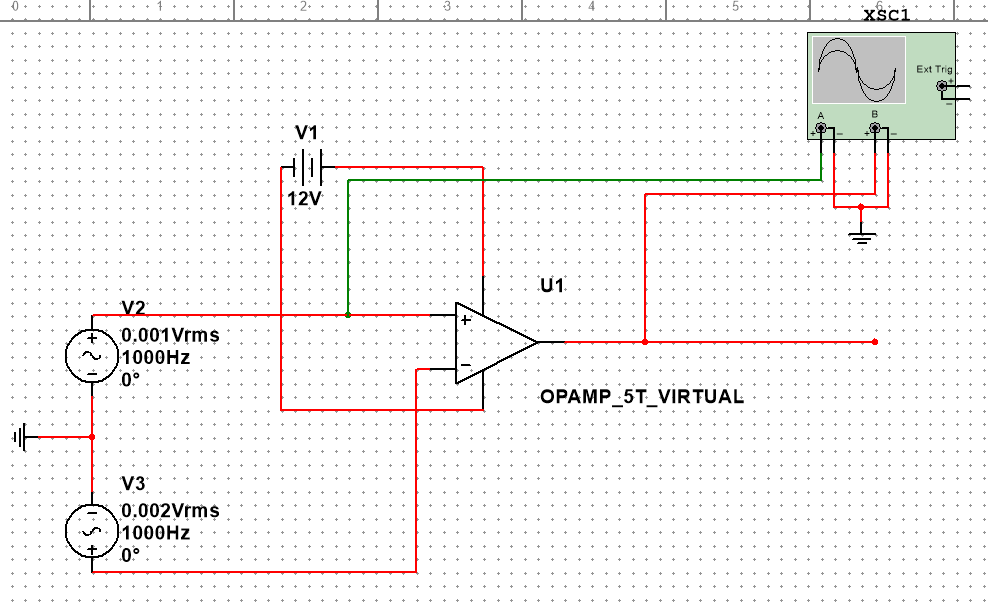 0 1 2 3 4 5 6
xsc1
Ext Trig
+
−
A
B
+ − + −
V1
12V
U1
V2
0.001Vrms
1000Hz
0°
+
−
+
−
OPAMP_5T_VIRTUAL
V3
0.002Vrms
1000Hz
0°
−
+